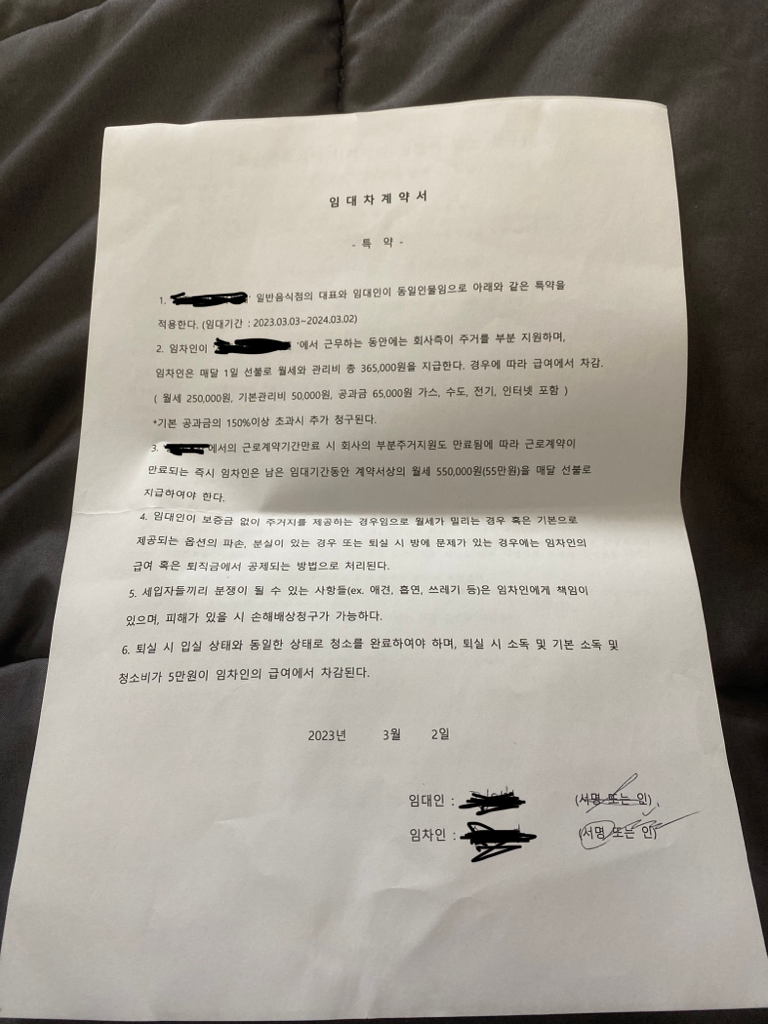 임대차계약서
- 특 약 -
1. ' 일반음식점의 대표와 임대인이 동일인물임으로 아래와 같은 특약을
적용한다. (임대기간 : 2023.03.03~2024.03.02)
2. 임차인이 '에서 근무하는 동안에는 회사측이 주거를 부분 지원하며,
임차인은 매달 1일 선불로 월세와 관리비 총 365,000원을 지급한다. 경우에 따라 급여에서 차감.
( 월세 250,000원, 기본관리비 50,000원, 공과금 65,000원 가스, 수도, 전기, 인터넷 포함 )
*기본 공과금의 150%이상 초과시 추가 청구된다.
3. 에서의 근로계약기간만료 시 회사의 부분주거지원도 만료됨에 따라 근로계약이
만료되는 즉시 임차인은 남은 임대기간동안 계약서상의 월세 550,000원(55만원)을 매달 선불로
지급하여야 한다.
4. 임대인이 보증금 없이 주거지를 제공하는 경우임으로 월세가 밀리는 경우 혹은 기본으로
제공되는 옵션의 파손, 분실이 있는 경우 또는 퇴실 시 방에 문제가 있는 경우에는 임차인의
급여 혹은 퇴직금에서 공제되는 방법으로 처리된다.
5. 세입자들끼리 분쟁이 될 수 있는 사항들(ex. 애견, 흡연, 쓰레기 등)은 임차인에게 책임이
있으며, 피해가 있을 시 손해배상청구가 가능하다.
6. 퇴실 시 입실 상태와 동일한 상태로 청소를 완료하여야 하며, 퇴실 시 소독 및 기본 소독 및
청소비가 5만원이 임차인의 급여에서 차감된다.
2023년 3월 2일
임대인 : (서명 또는 인)
임차인 : (서명 또는 인)